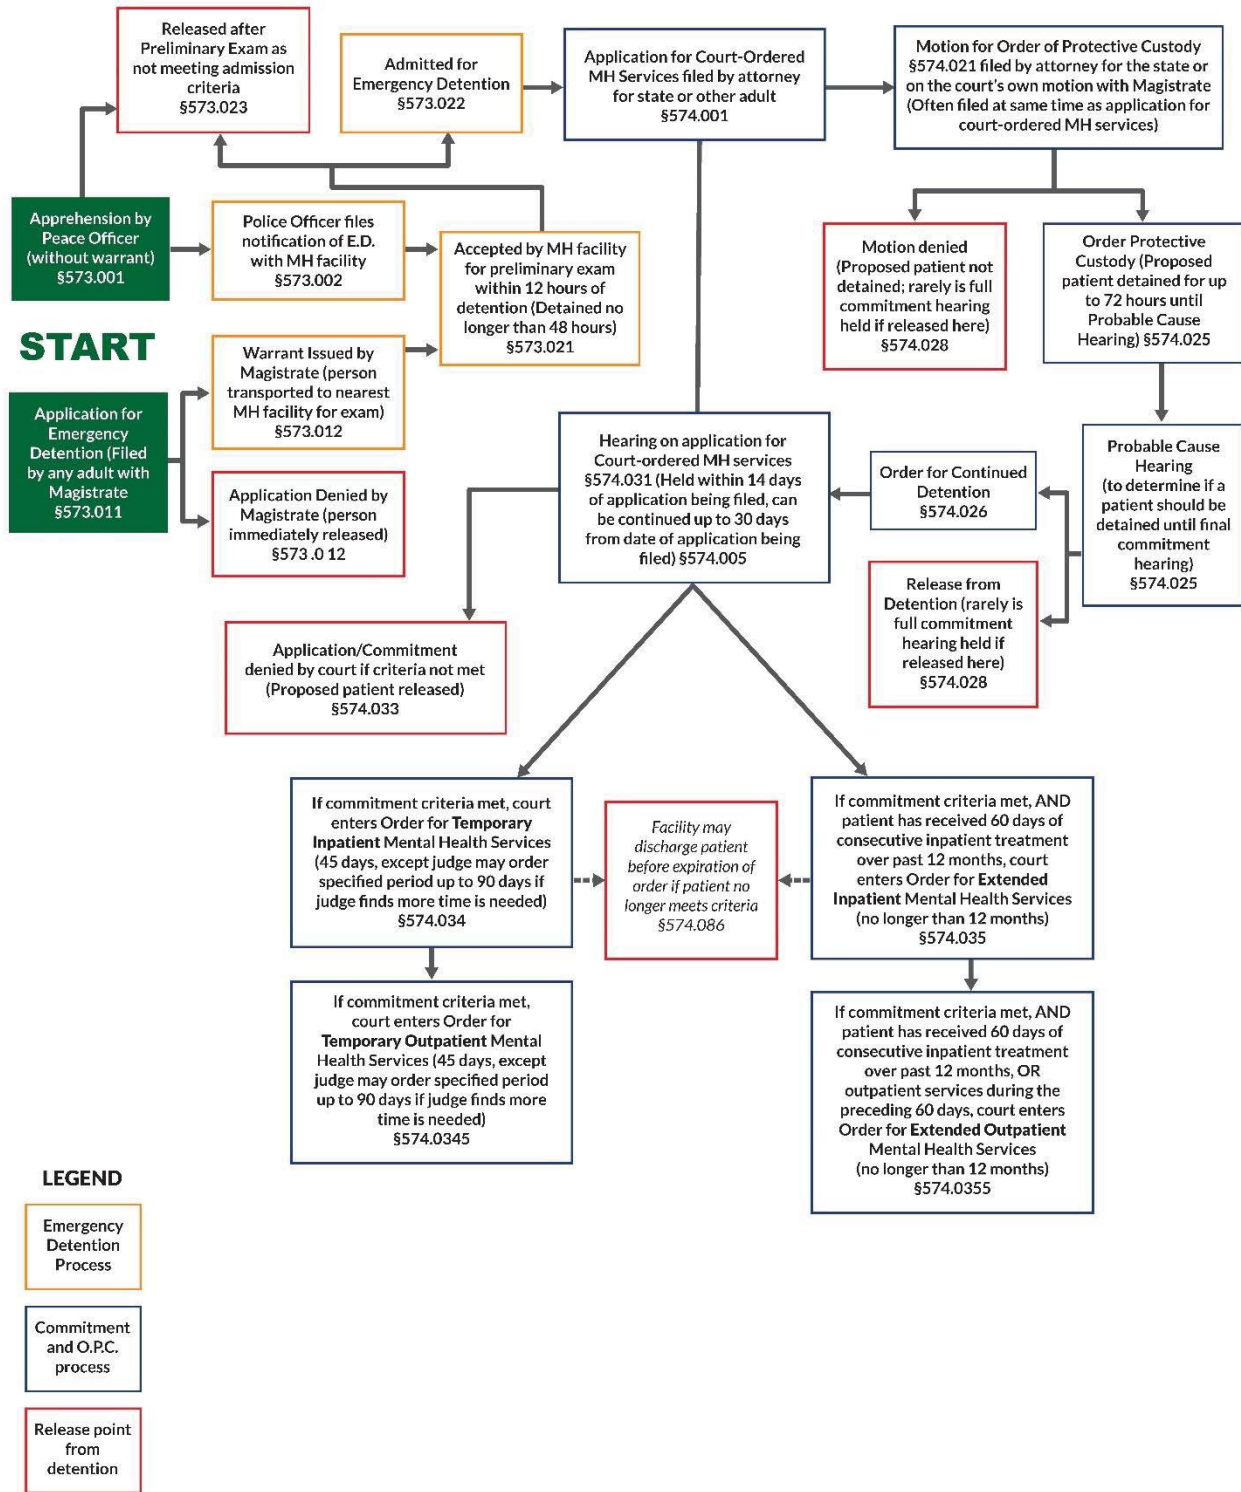 Released after
Preliminary Exam as
not meeting admission
criteria
§573.023
Admitted for
Emergency Detention
§573.022
Application for Court-Ordered
MH Services filed by attorney
for state or other adult
§574.001
Motion for Order of Protective Custody
§574.021 filed by attorney for the state or
on the court's own motion with Magistrate
(Often filed at same time as application for
court-ordered MH services)
Apprehension by
Peace Officer
(without warrant)
§573.001
Police Officer files
notification of E.D.
with MH facility
§573.002
Accepted by MH facility
for preliminary exam
within 12 hours of
detention (Detained no
longer than 48 hours)
§573.021
Motion denied
(Proposed patient not
detained; rarely is full
commitment hearing
held if released here)
§574.028
Order Protective
Custody (Proposed
patient detained for up
to 72 hours until
Probable Cause
Hearing) §574.025
START
Application for
Emergency
Detention (Filed
by any adult with
Magistrate
§573.011
Warrant Issued by
Magistrate (person
transported to nearest
MH facility for exam)
§573.012
Application Denied by
Magistrate (person
immediately released)
§573 .0 12
Hearing on application for
Court-ordered MH services
§574.031 (Held within 14 days
of application being filed, can
be continued up to 30 days
from date of application being
filed) §574.005
Order for Continued
Detention
§574.026
Probable Cause
Hearing
(to determine if a
patient should be
detained until final
commitment
hearing)
§574.025
Release from
Detention (rarely is
full commitment
hearing held if
released here)
§574.028
Application/Commitment
denied by court if criteria not met
(Proposed patient released)
§574.033
If commitment criteria met, court
enters Order for Temporary
Inpatient Mental Health Services
(45 days, except judge may order
specified period up to 90 days if
judge finds more time is needed)
§574.034
Facility may
discharge patient
before expiration of
order if patient no
longer meets criteria
§574.086
If commitment criteria met, AND
patient has received 60 days of
consecutive inpatient treatment
over past 12 months, court
enters Order for Extended
Inpatient Mental Health Services
(no longer than 12 months)
§574.035
If commitment criteria met,
court enters Order for
Temporary Outpatient Mental
Health Services (45 days, except
judge may order specified period
up to 90 days if judge finds more
time is needed)
§574.0345
If commitment criteria met, AND
patient has received 60 days of
consecutive inpatient treatment
over past 12 months, OR
outpatient services during the
preceding 60 days, court enters
Order for Extended Outpatient
Mental Health Services
(no longer than 12 months)
§574.0355
LEGEND
Emergency
Detention
Process
Commitment
and O.P.C.
process
Release point
from
detention